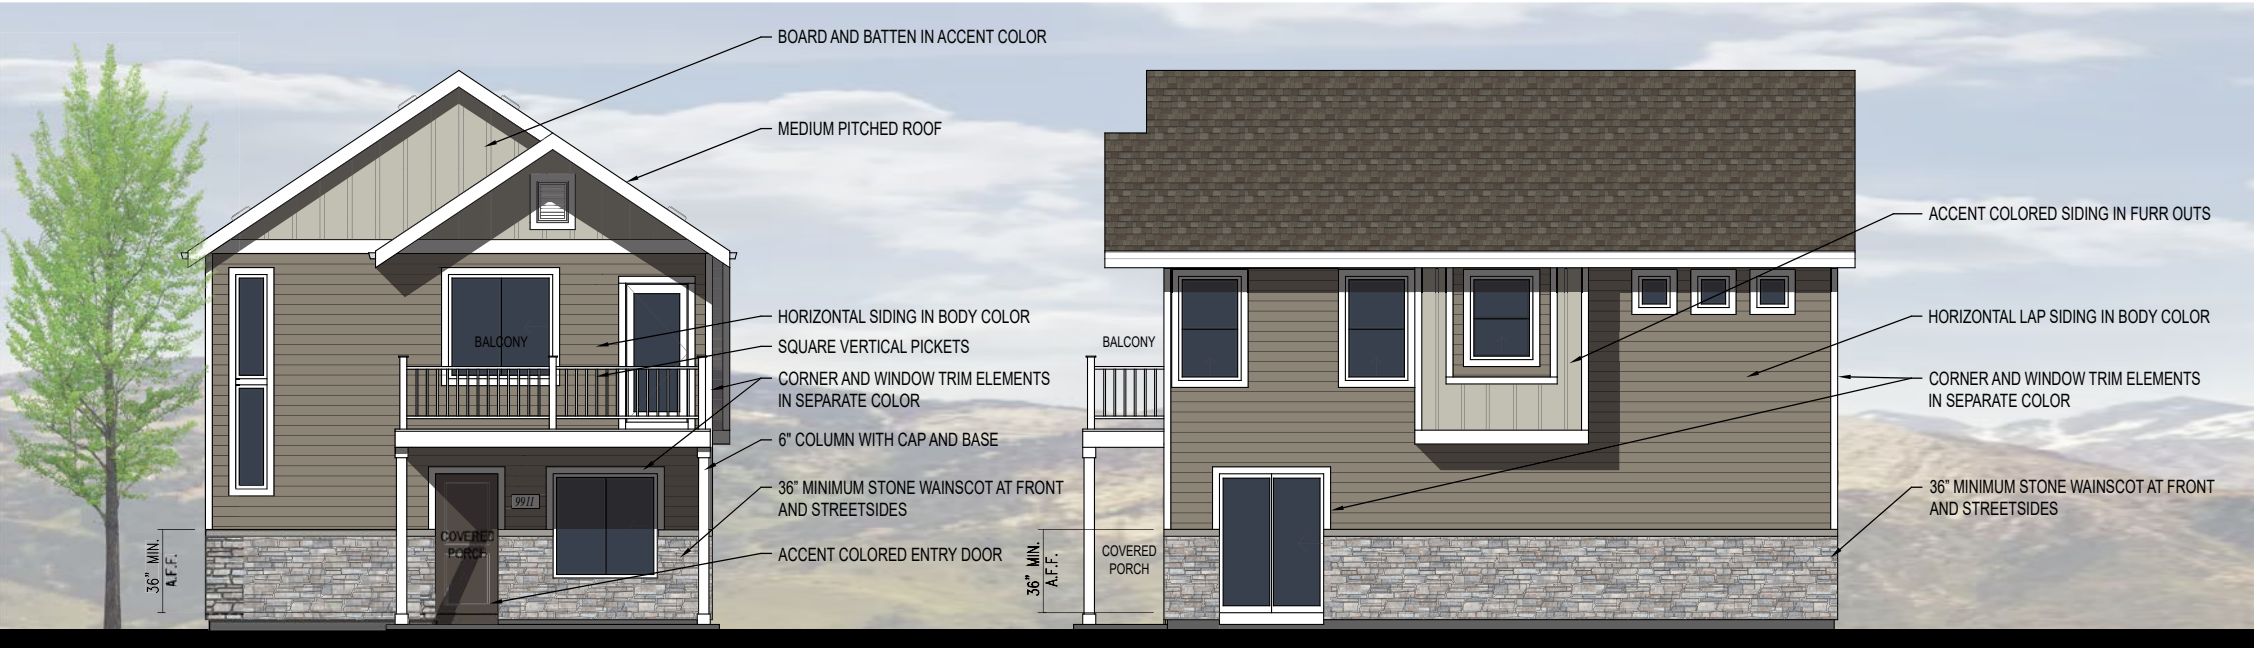 BOARD AND BATTEN IN ACCENT COLOR
MEDIUM PITCHED ROOF
HORIZONTAL SIDING IN BODY COLOR
BALCONY
SQUARE VERTICAL PICKETS
CORNER AND WINDOW TRIM ELEMENTS
IN SEPARATE COLOR
6" COLUMN WITH CAP AND BASE
36" MINIMUM STONE WAINSCOT AT FRONT
AND STREETSIDES
9911
COVERED
PORCH
ACCENT COLORED ENTRY DOOR
36" MIN.
A.F.F.
ACCENT COLORED SIDING IN FURR OUTS
HORIZONTAL LAP SIDING IN BODY COLOR
BALCONY
CORNER AND WINDOW TRIM ELEMENTS
IN SEPARATE COLOR
36" MINIMUM STONE WAINSCOT AT FRONT
AND STREETSIDES
36" MIN.
A.F.F.
COVERED
PORCH